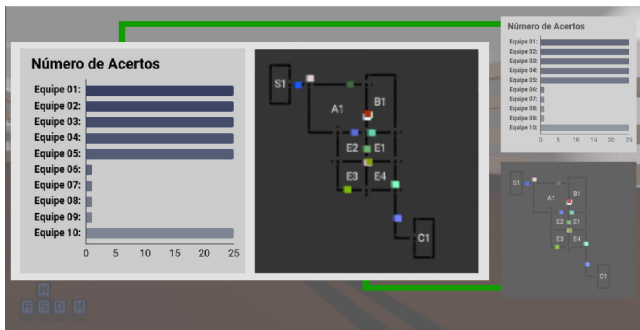 Número de Acertos
Equipe 01:
Equipe 02:
Equipe 03:
Equipe 04:
Equipe 05:
Equipe 06:
Equipe 07:
Equipe 08:
Equipe 09:
Equipe 10:
0 5 10 15 20 25
S1
A1
B1
E2 E1
E3 E4
C1
Número de Acertos
Equipe 01:
Equipe 02:
Equipe 03:
Equipe 04:
Equipe 05:
Equipe 06:
Equipe 07:
Equipe 08:
Equipe 09:
Equipe 10:
0 5 10 15 20 25
S1
A1
B1
E2 E1
E3 E4
C1